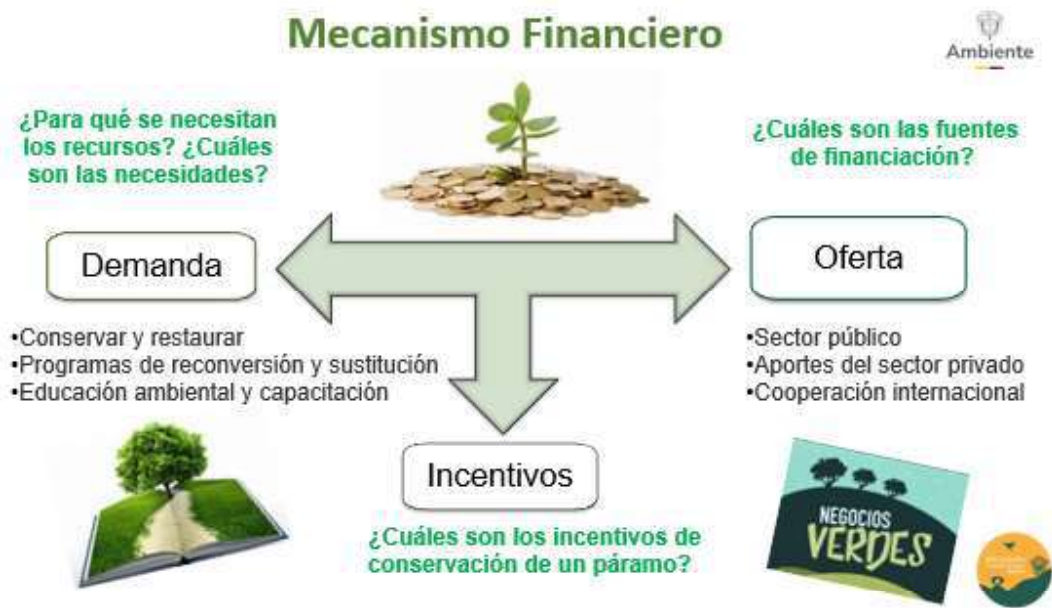 Mecanismo Financiero
Ambiente
¿Para qué se necesitan
los recursos? ¿Cuáles
son las necesidades?
¿Cuáles son las fuentes
de financiación?
Demanda
Oferta
•Conservar y restaurar
•Programas de reconversión y sustitución
•Educación ambiental y capacitación
•Sector público
•Aportes del sector privado
•Cooperación internacional
Incentivos
¿Cuáles son los incentivos de
conservación de un páramo?
NEGOCIOS
VERDES